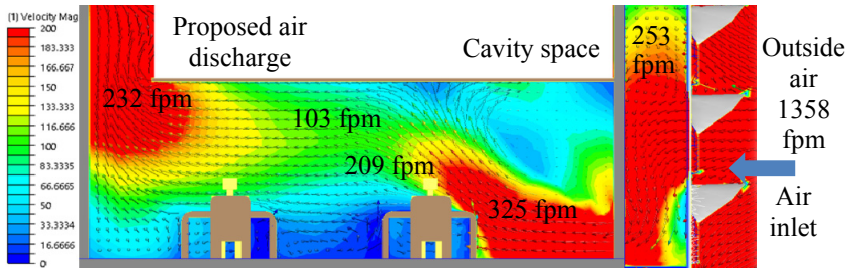 (1) Velocity Mag
200
183.333
166.667
150
133.333
116.666
100
83.3335
66.6665
50
33.3334
16.6666
0
Proposed air
discharge
Cavity space
232 fpm
103 fpm
209 fpm
325 fpm
253
fpm
Outside
air
1358
fpm
Air
inlet